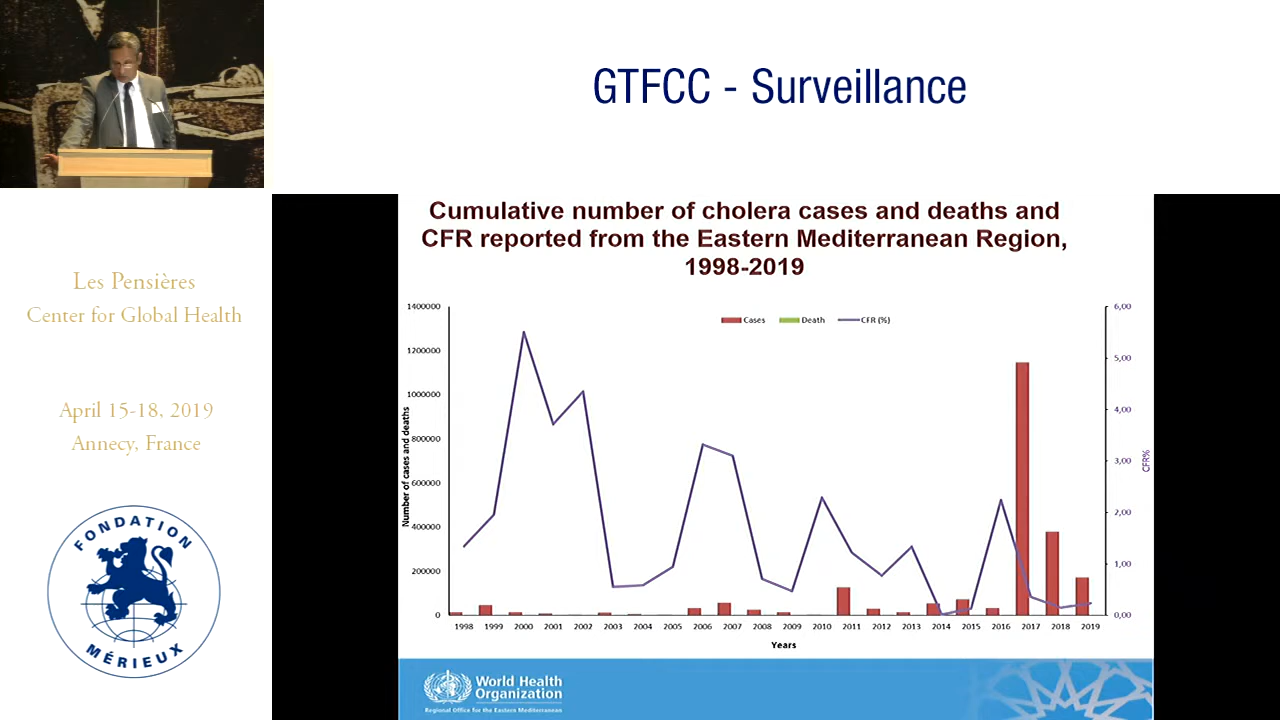 GTFCC - Surveillance
Les Pensières
Center for Global Health
April 15-18, 2019
Annecy, France
FONDATION
MÉRIEUX
Cumulative number of cholera cases and deaths and
CFR reported from the Eastern Mediterranean Region,
1998-2019
Cases Death CFR (%)
Number of cases and deaths
1400000
1200000
1000000
800000
600000
400000
200000
0
6,00
5,00
4,00
3,00
2,00
1,00
0,00
CFR%
1998 1999 2000 2001 2002 2003 2004 2005 2006 2007 2008 2009 2010 2011 2012 2013 2014 2015 2016 2017 2018 2019
Years
World Health
Organization
Regional Office for the Eastern Mediterranean